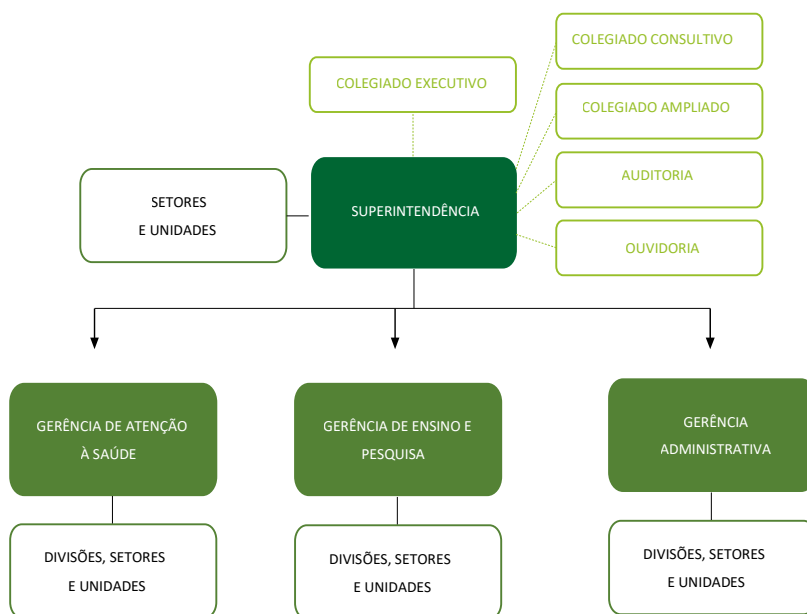 COLEGIADO CONSULTIVO
COLEGIADO EXECUTIVO
COLEGIADO AMPLIADO
AUDITORIA
SETORES
E UNIDADES
SUPERINTENDÊNCIA
OUVIDORIA
GERÊNCIA DE ATENÇÃO
À SAÚDE
GERÊNCIA DE ENSINO E
PESQUISA
GERÊNCIA
ADMINISTRATIVA
DIVISÕES, SETORES
E UNIDADES
DIVISÕES, SETORES
E UNIDADES
DIVISÕES, SETORES
E UNIDADES